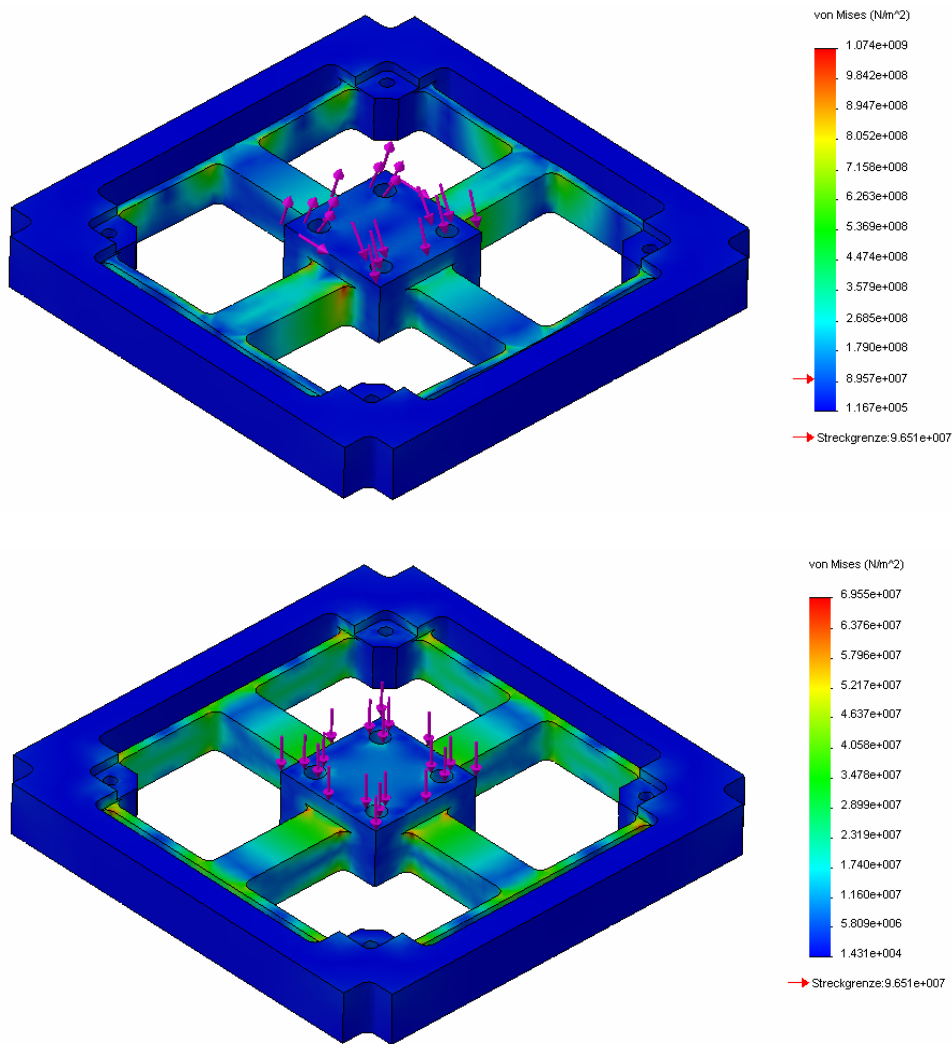 von Mises (N/m^2)
1.074e+009
9.842e+008
8.947e+008
8.052e+008
7.158e+008
6.263e+008
5.369e+008
4.474e+008
3.579e+008
2.685e+008
1.790e+008
8.957e+007
1.167e+005
Streckgrenze:9.651e+007
von Mises (N/m^2)
6.955e+007
6.376e+007
5.796e+007
5.217e+007
4.637e+007
4.058e+007
3.478e+007
2.899e+007
2.319e+007
1.740e+007
1.160e+007
5.809e+006
1.431e+004
Streckgrenze:9.651e+007